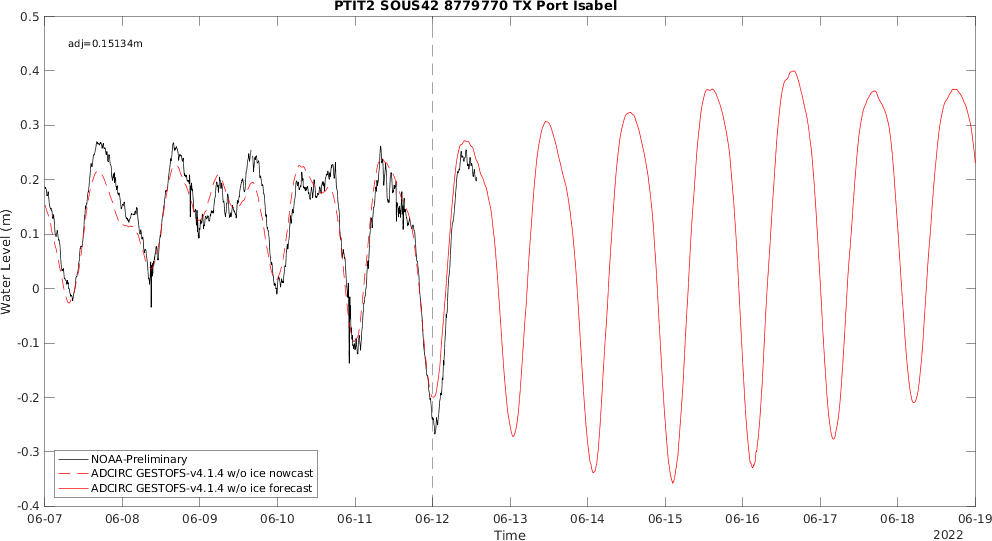 PTIT2 SOUS42 8779770 TX Port Isabel
adj=0.15134m
0.5
0.4
0.3
0.2
0.1
0
-0.1
-0.2
-0.3
-0.4
Water Level (m)
NOAA-Preliminary
ADCIRC GESTOFS-v4.1.4 w/o ice nowcast
ADCIRC GESTOFS-v4.1.4 w/o ice forecast
06-07 06-08 06-09 06-10 06-11 06-12 06-13 06-14 06-15 06-16 06-17 06-18 06-19
Time
2022